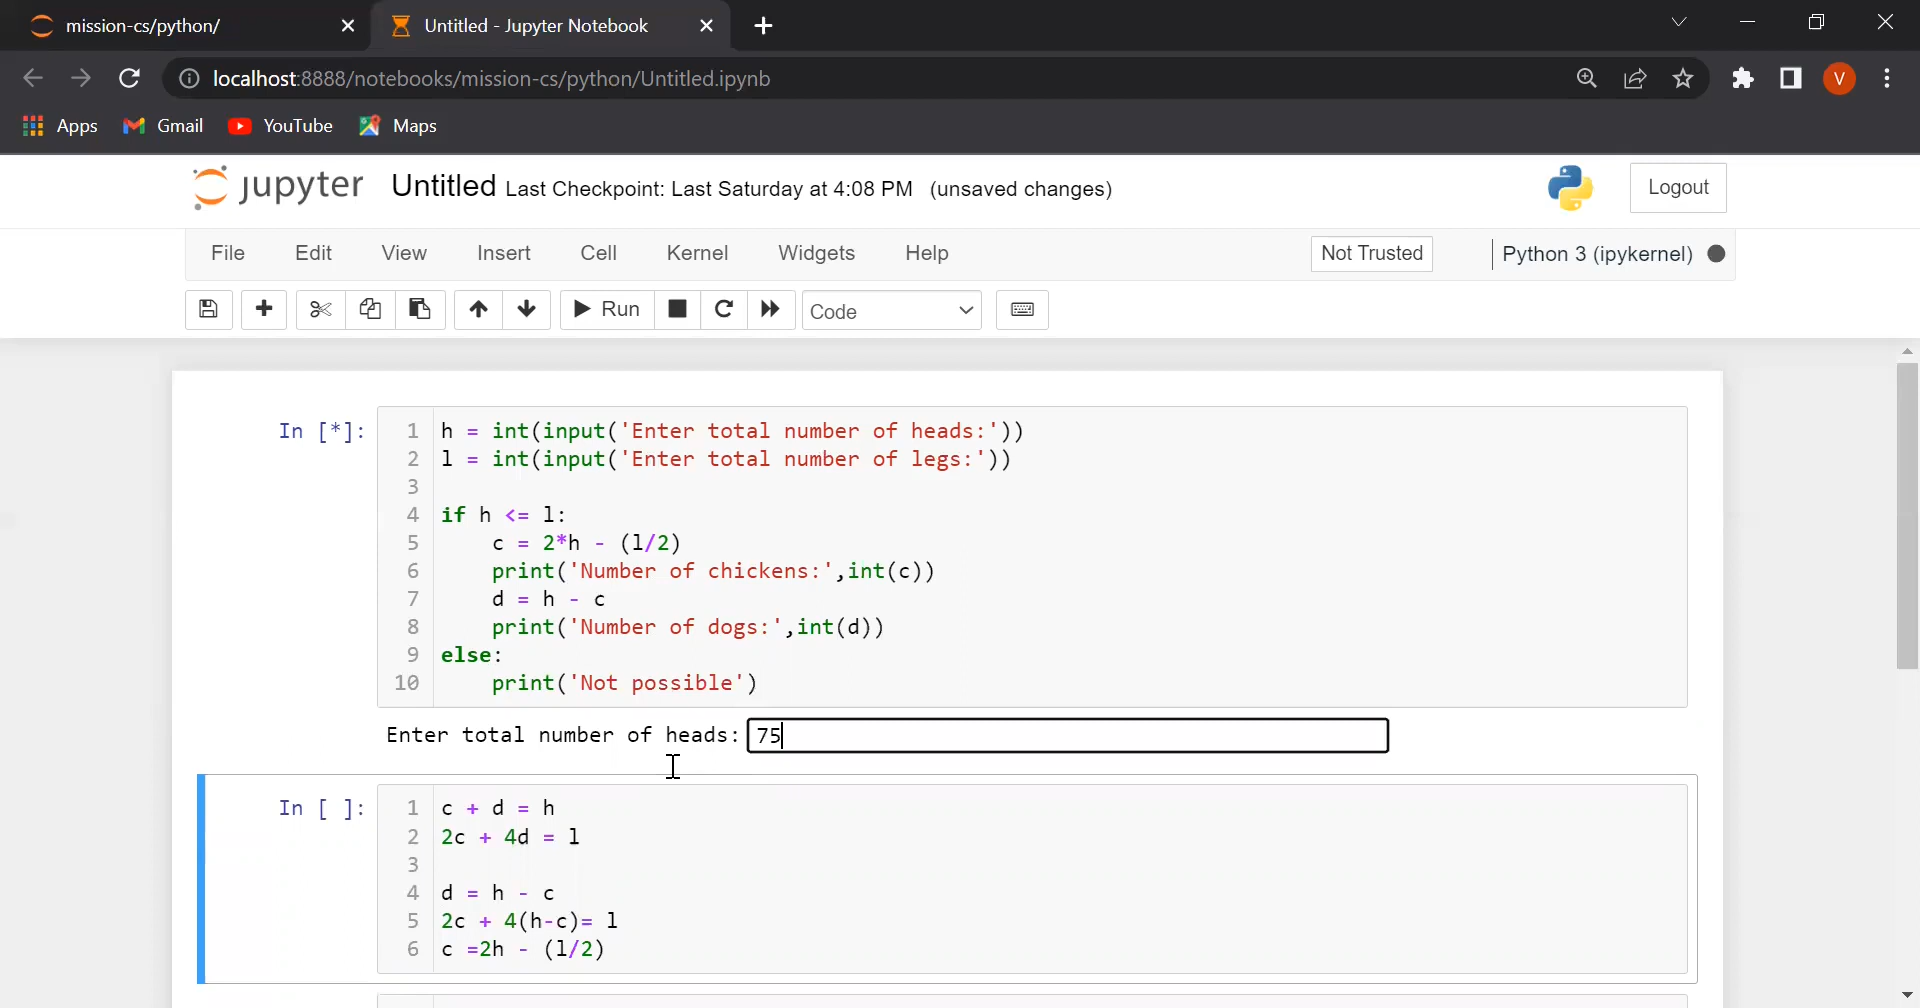 mission-cs/python/
Untitled - Jupyter Notebook
localhost:8888/notebooks/mission-cs/python/Untitled.ipynb
V
Apps Gmail YouTube Maps
jupyter Untitled Last Checkpoint: Last Saturday at 4:08 PM (unsaved changes)
Logout
File Edit View Insert Cell Kernel Widgets Help
Not Trusted
Python 3 (ipykernel)
Run
Code
In [*]:
1 h = int(input('Enter total number of heads:'))
2 l = int(input('Enter total number of legs:'))
3
4 if h <= l:
5     c = 2*h - (l/2)
6     print('Number of chickens:',int(c))
7     d = h - c
8     print('Number of dogs:',int(d))
9 else:
10     print('Not possible')
Enter total number of heads: 75
In [ ]:
1 c + d = h
2 2c + 4d = l
3
4 d = h - c
5 2c + 4(h-c)= l
6 c =2h - (l/2)